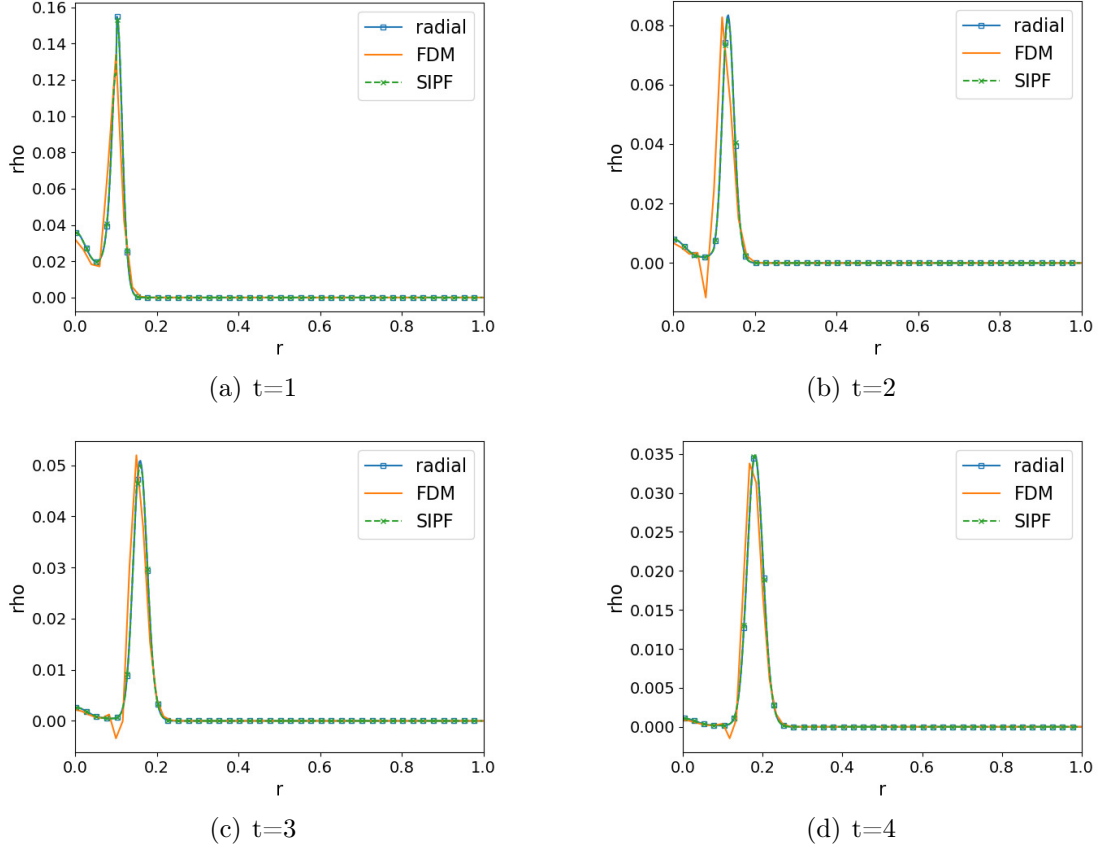 0.16
0.14
0.12
0.10
0.08
0.06
0.04
0.02
0.00
rho
0.0 0.2 0.4 0.6 0.8 1.0
r
radial
FDM
SIPF
(a) t=1
0.08
0.06
0.04
0.02
0.00
rho
0.0 0.2 0.4 0.6 0.8 1.0
r
radial
FDM
SIPF
(b) t=2
0.05
0.04
0.03
0.02
0.01
0.00
rho
0.0 0.2 0.4 0.6 0.8 1.0
r
radial
FDM
SIPF
(c) t=3
0.035
0.030
0.025
0.020
0.015
0.010
0.005
0.000
rho
0.0 0.2 0.4 0.6 0.8 1.0
r
radial
FDM
SIPF
(d) t=4